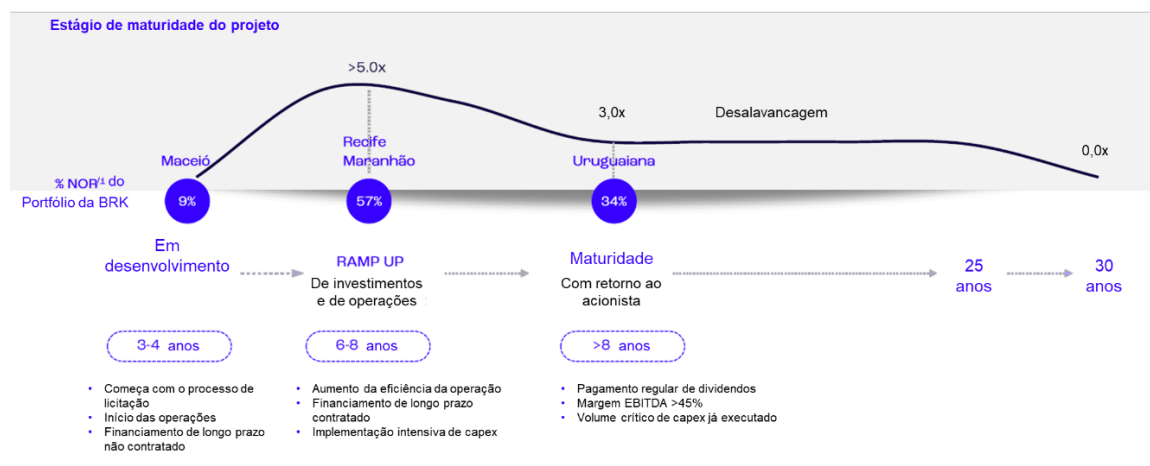 Estágio de maturidade do projeto
>5.0x
3,0x
Desalavancagem
0,0x
Maceió
Recife
Maranhão
Uruguaiana
% NOR/1 do
Portfólio da BRK
9%
57%
34%
Em
desenvolvimento
RAMP UP
De investimentos
e de operações
Maturidade
Com retorno ao
acionista
25
anos
30
anos
3-4 anos
6-8 anos
>8 anos
• Começa com o processo de
licitação
• Início das operações
• Financiamento de longo prazo
não contratado
• Aumento da eficiência da operação
• Financiamento de longo prazo
contratado
• Implementação intensiva de capex
• Pagamento regular de dividendos
• Margem EBITDA >45%
• Volume crítico de capex já executado